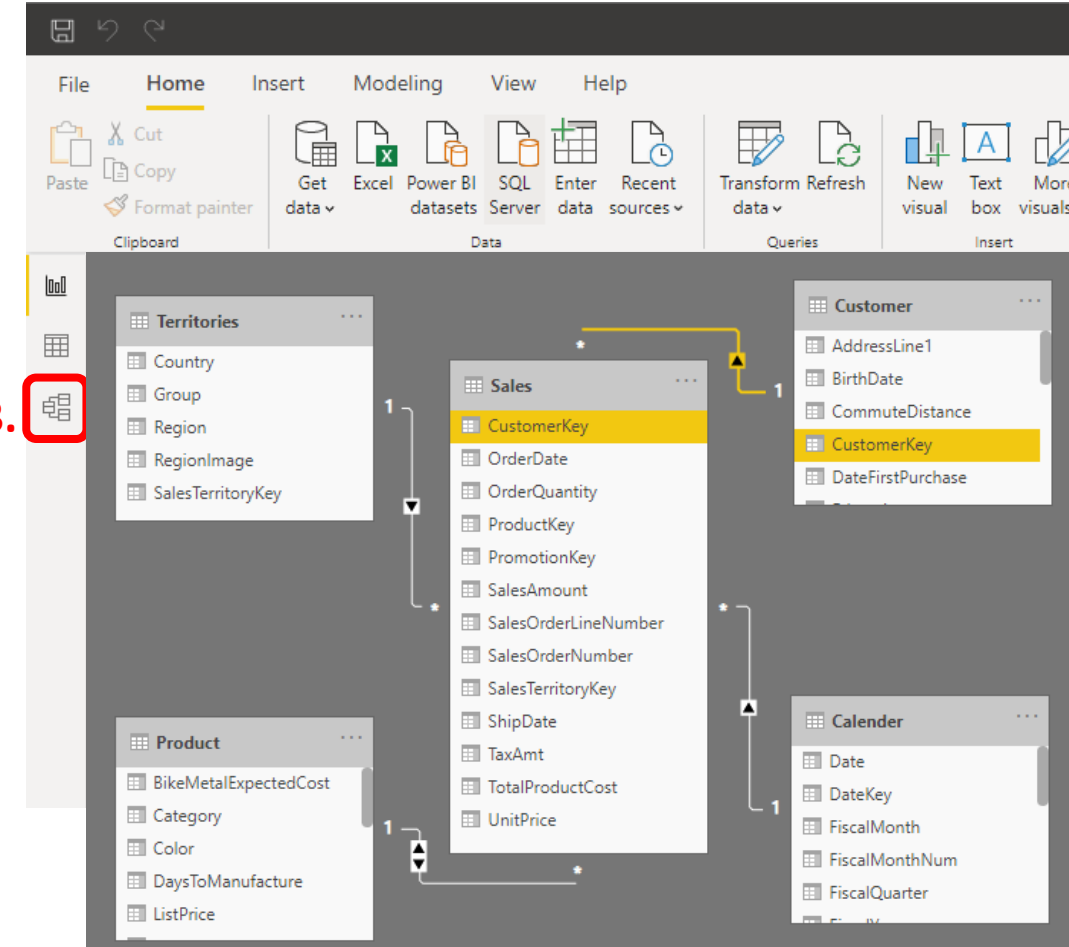 File Home Insert Modeling View Help
Paste
Cut
Copy
Format painter
Get data
Excel
Power BI datasets
SQL Server
Enter data
Recent sources
Transform data
Refresh
New visual
Text box
More visuals
Clipboard
Data
Queries
Insert
3.
Territories
Country
Group
Region
RegionImage
SalesTerritoryKey
Sales
CustomerKey
OrderDate
OrderQuantity
ProductKey
PromotionKey
SalesAmount
SalesOrderLineNumber
SalesOrderNumber
SalesTerritoryKey
ShipDate
TaxAmt
TotalProductCost
UnitPrice
Customer
AddressLine1
BirthDate
CommuteDistance
CustomerKey
DateFirstPurchase
Product
BikeMetalExpectedCost
Category
Color
DaysToManufacture
ListPrice
Calender
Date
DateKey
FiscalMonth
FiscalMonthNum
FiscalQuarter
1
*
*
1
*
1
1
*